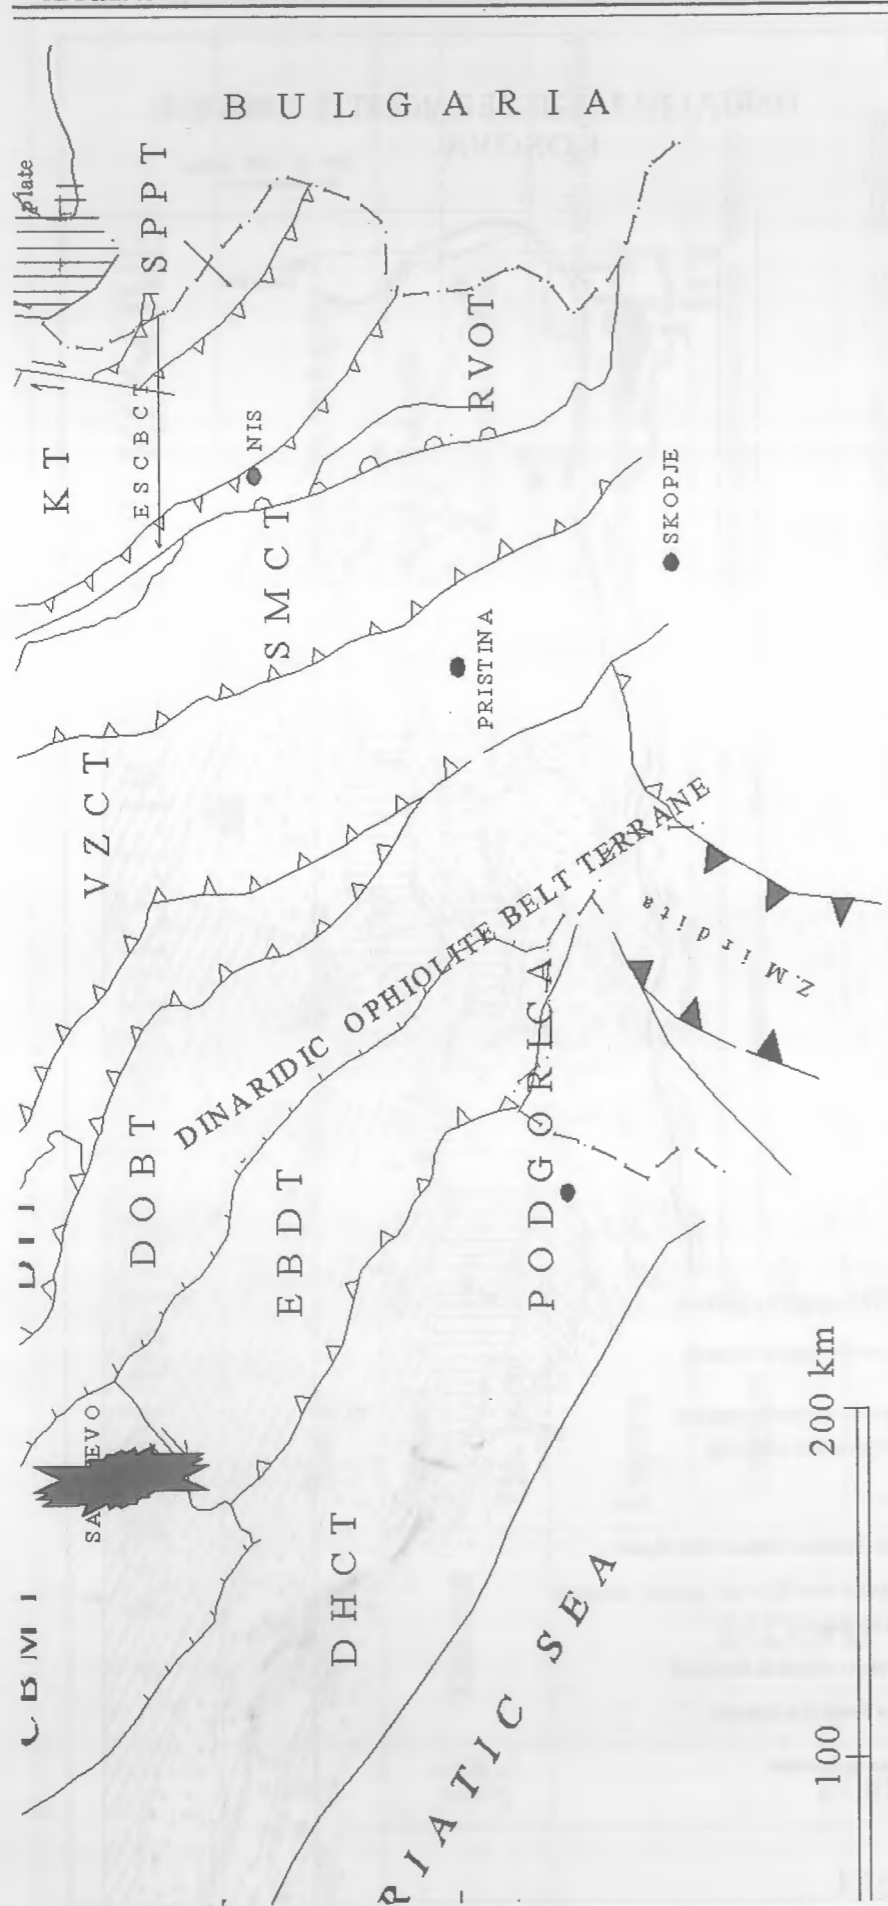 BULGARIA
plate
SPPT
KT
ESCBCT
NIS
RVOT
SMCT
SKOPJE
PRISTINA
VZCT
DINARIDIC OPHIOLITE BELT TERRANE
Z.Mirdita
DOBT
EBDT
PODGORICA
DHCT
SEA
200 km
100